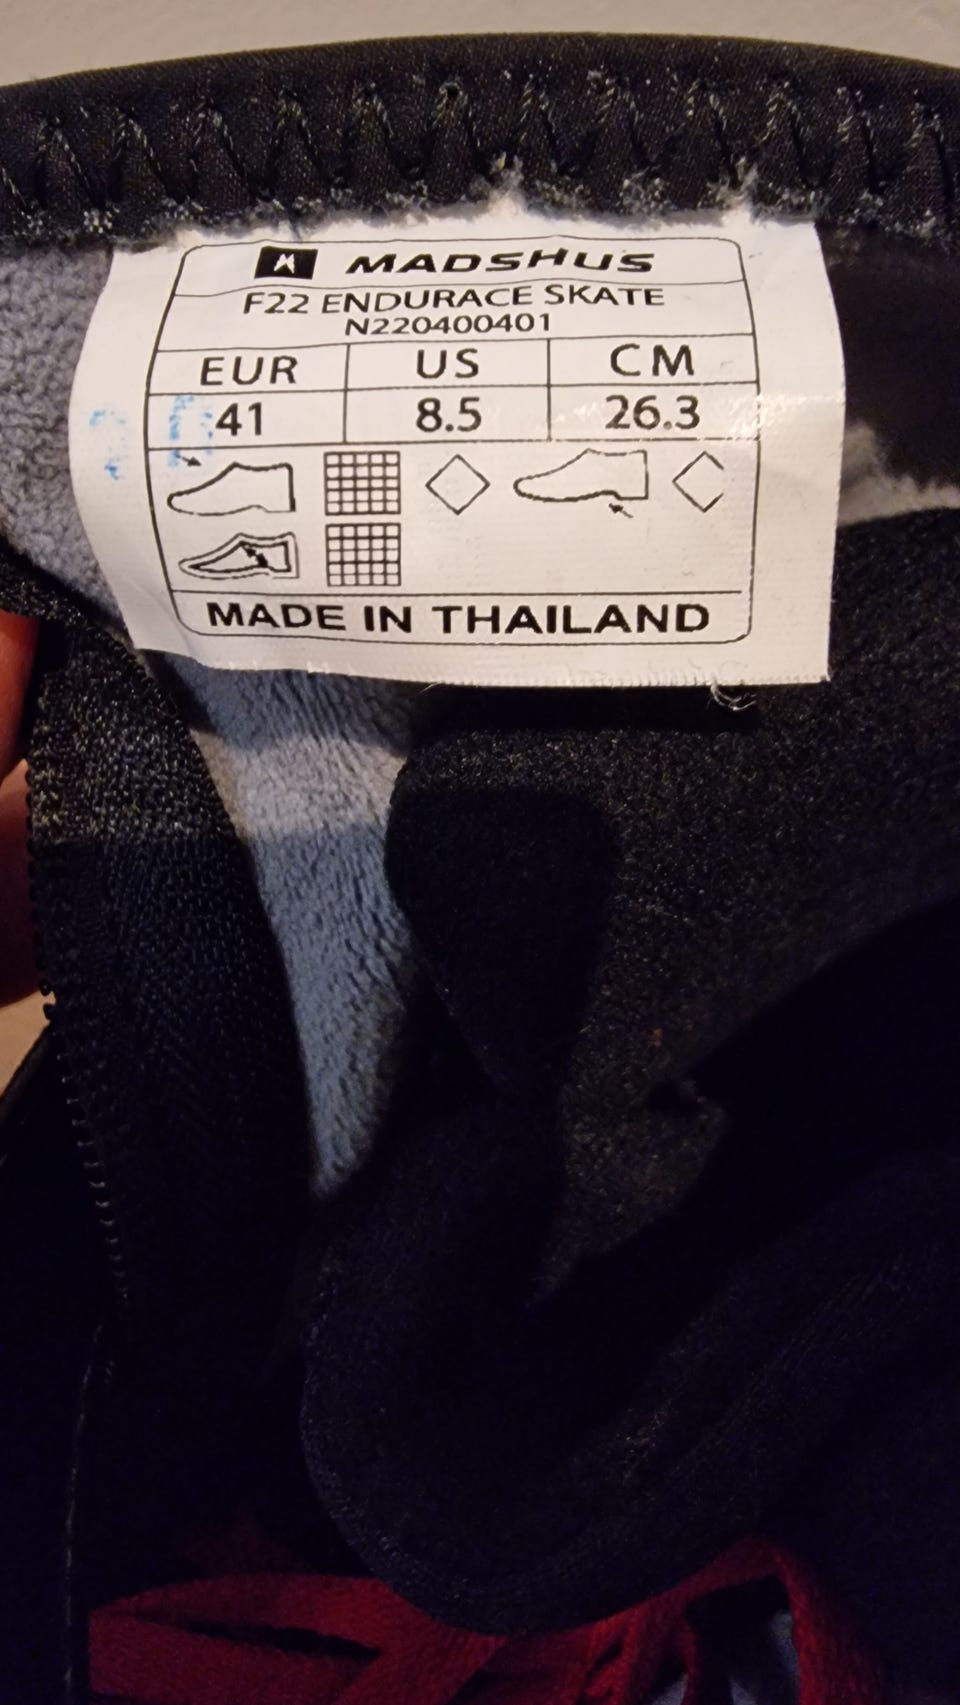 MADSHUS
F22 ENDURACE SKATE
N220400401
EUR US CM
41 8.5 26.3
MADE IN THAILAND